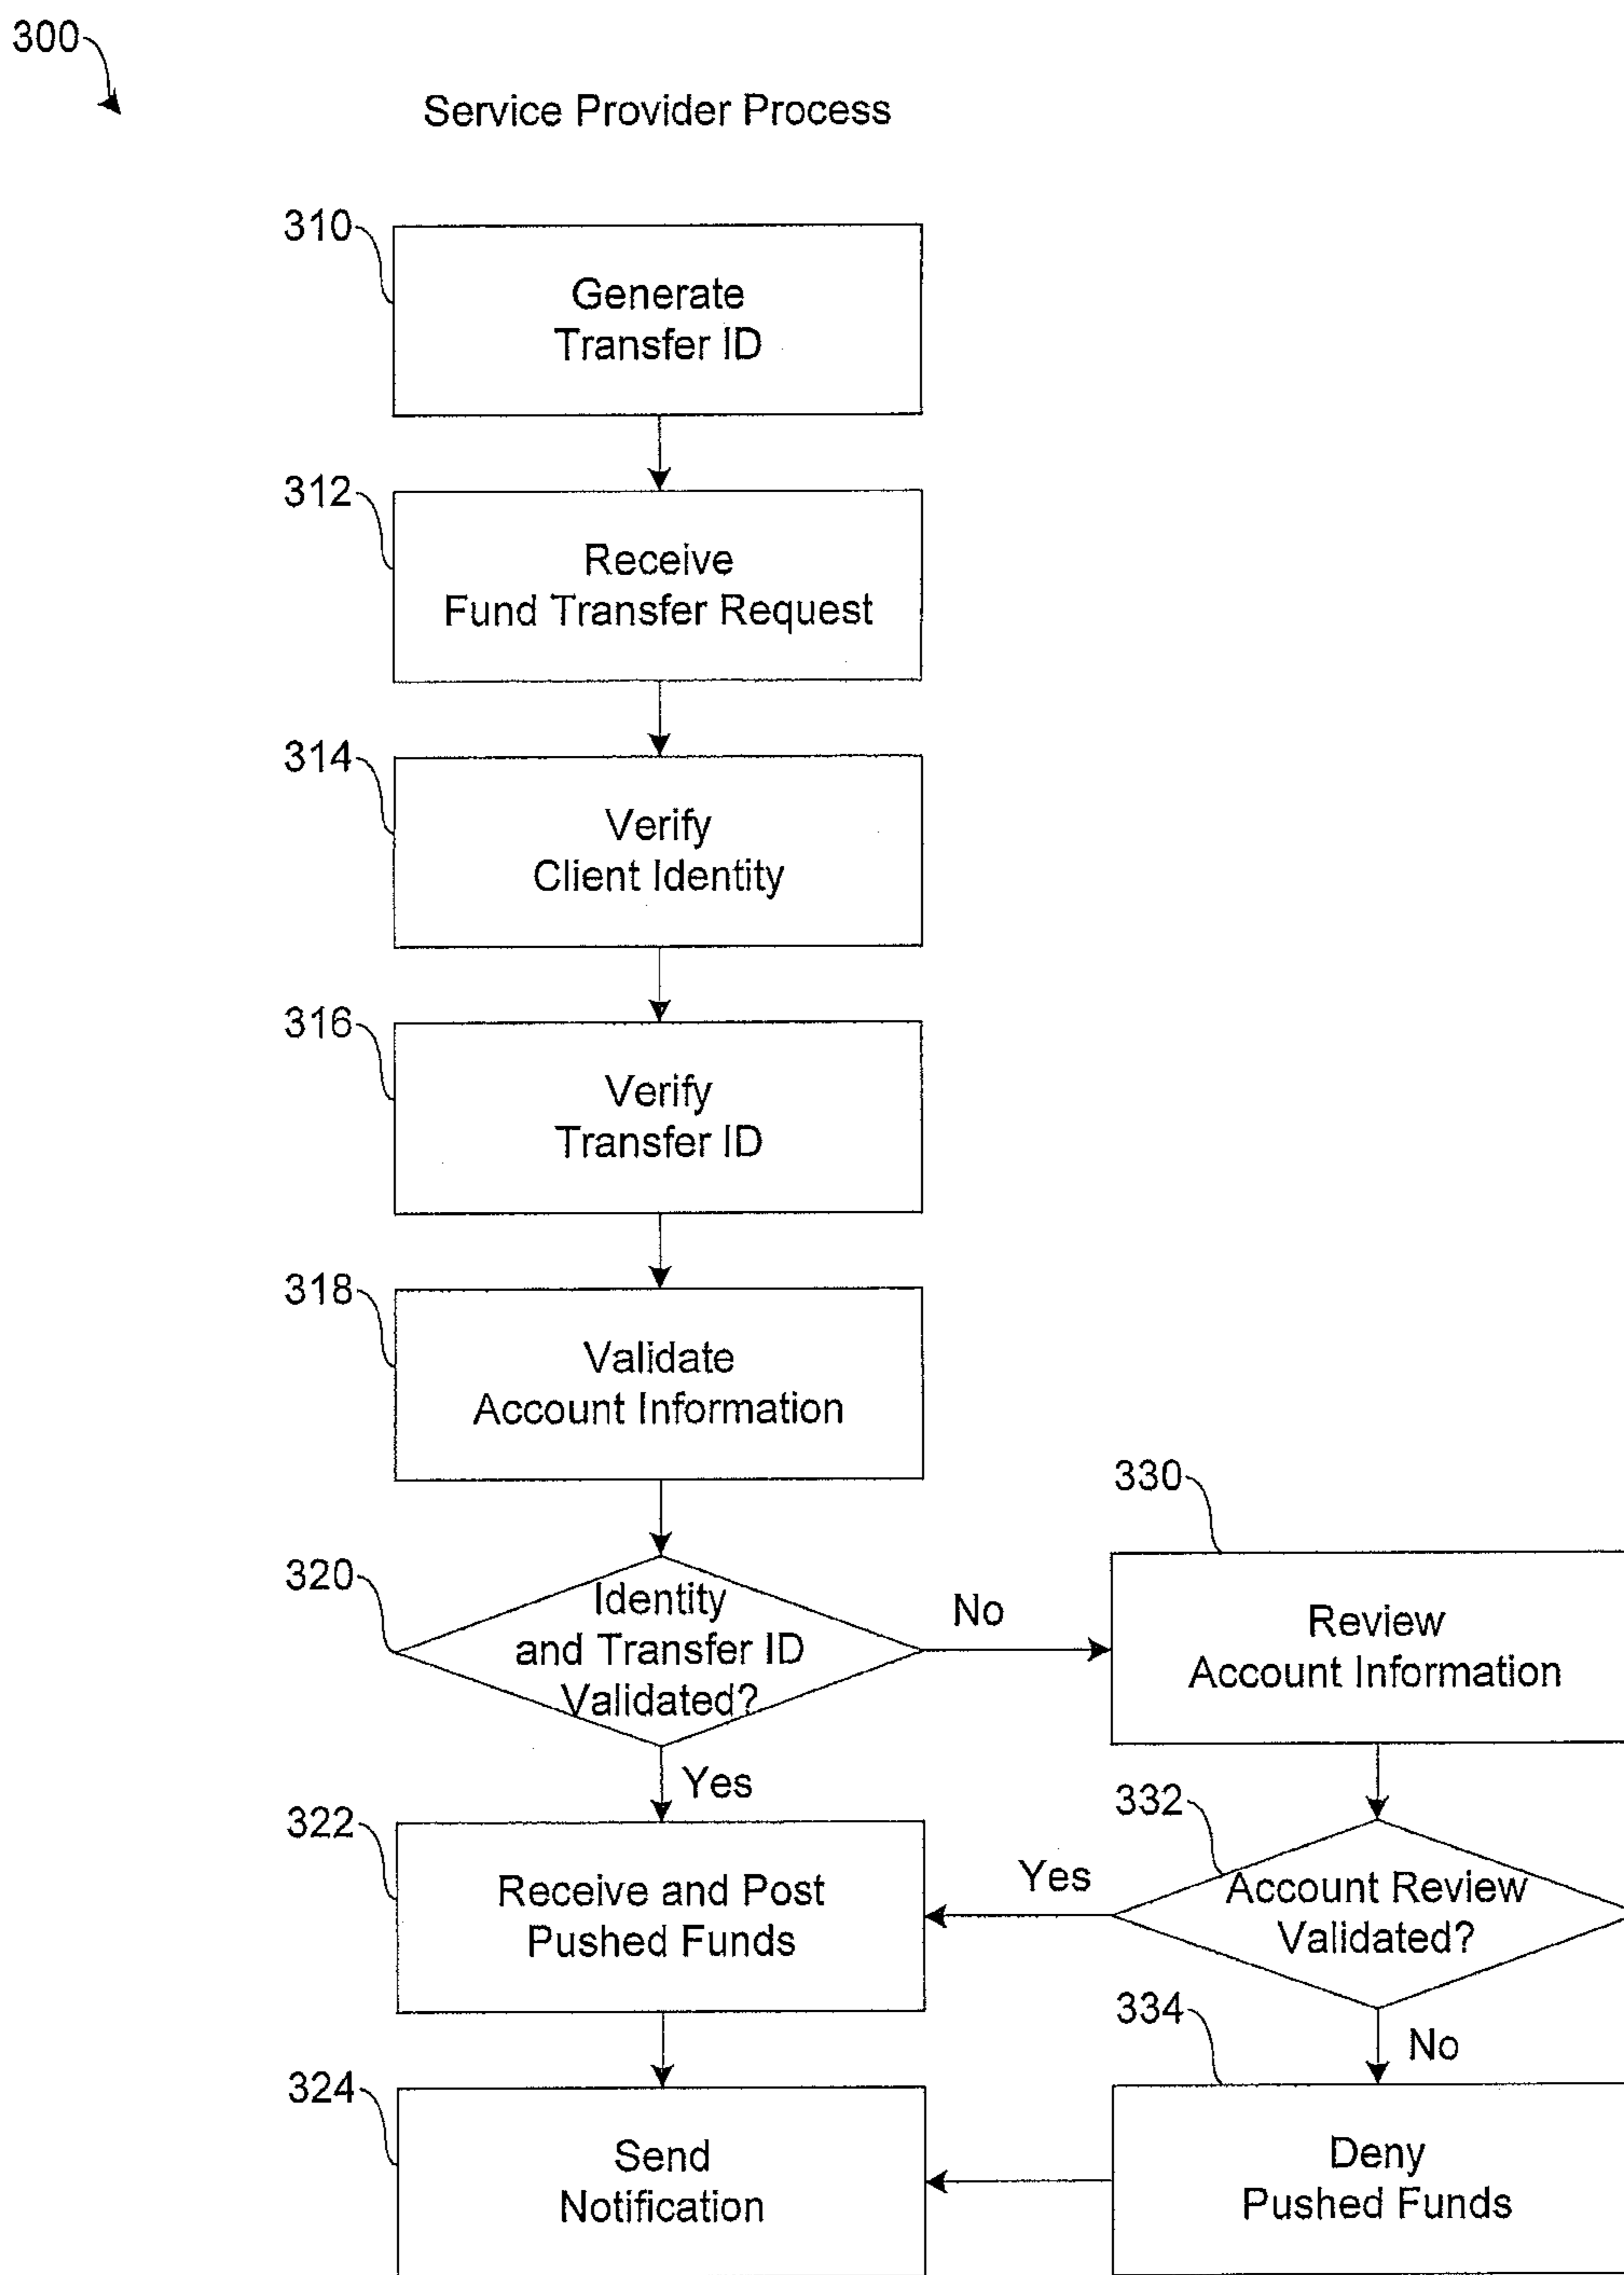 300
Service Provider Process
310
Generate
Transfer ID
312
Receive
Fund Transfer Request
314
Verify
Client Identity
316
Verify
Transfer ID
318
Validate
Account Information
320
Identity
and Transfer ID
Validated?
No
Yes
330
Review
Account Information
322
Receive and Post
Pushed Funds
332
Account Review
Validated?
Yes
No
324
Send
Notification
334
Deny
Pushed Funds